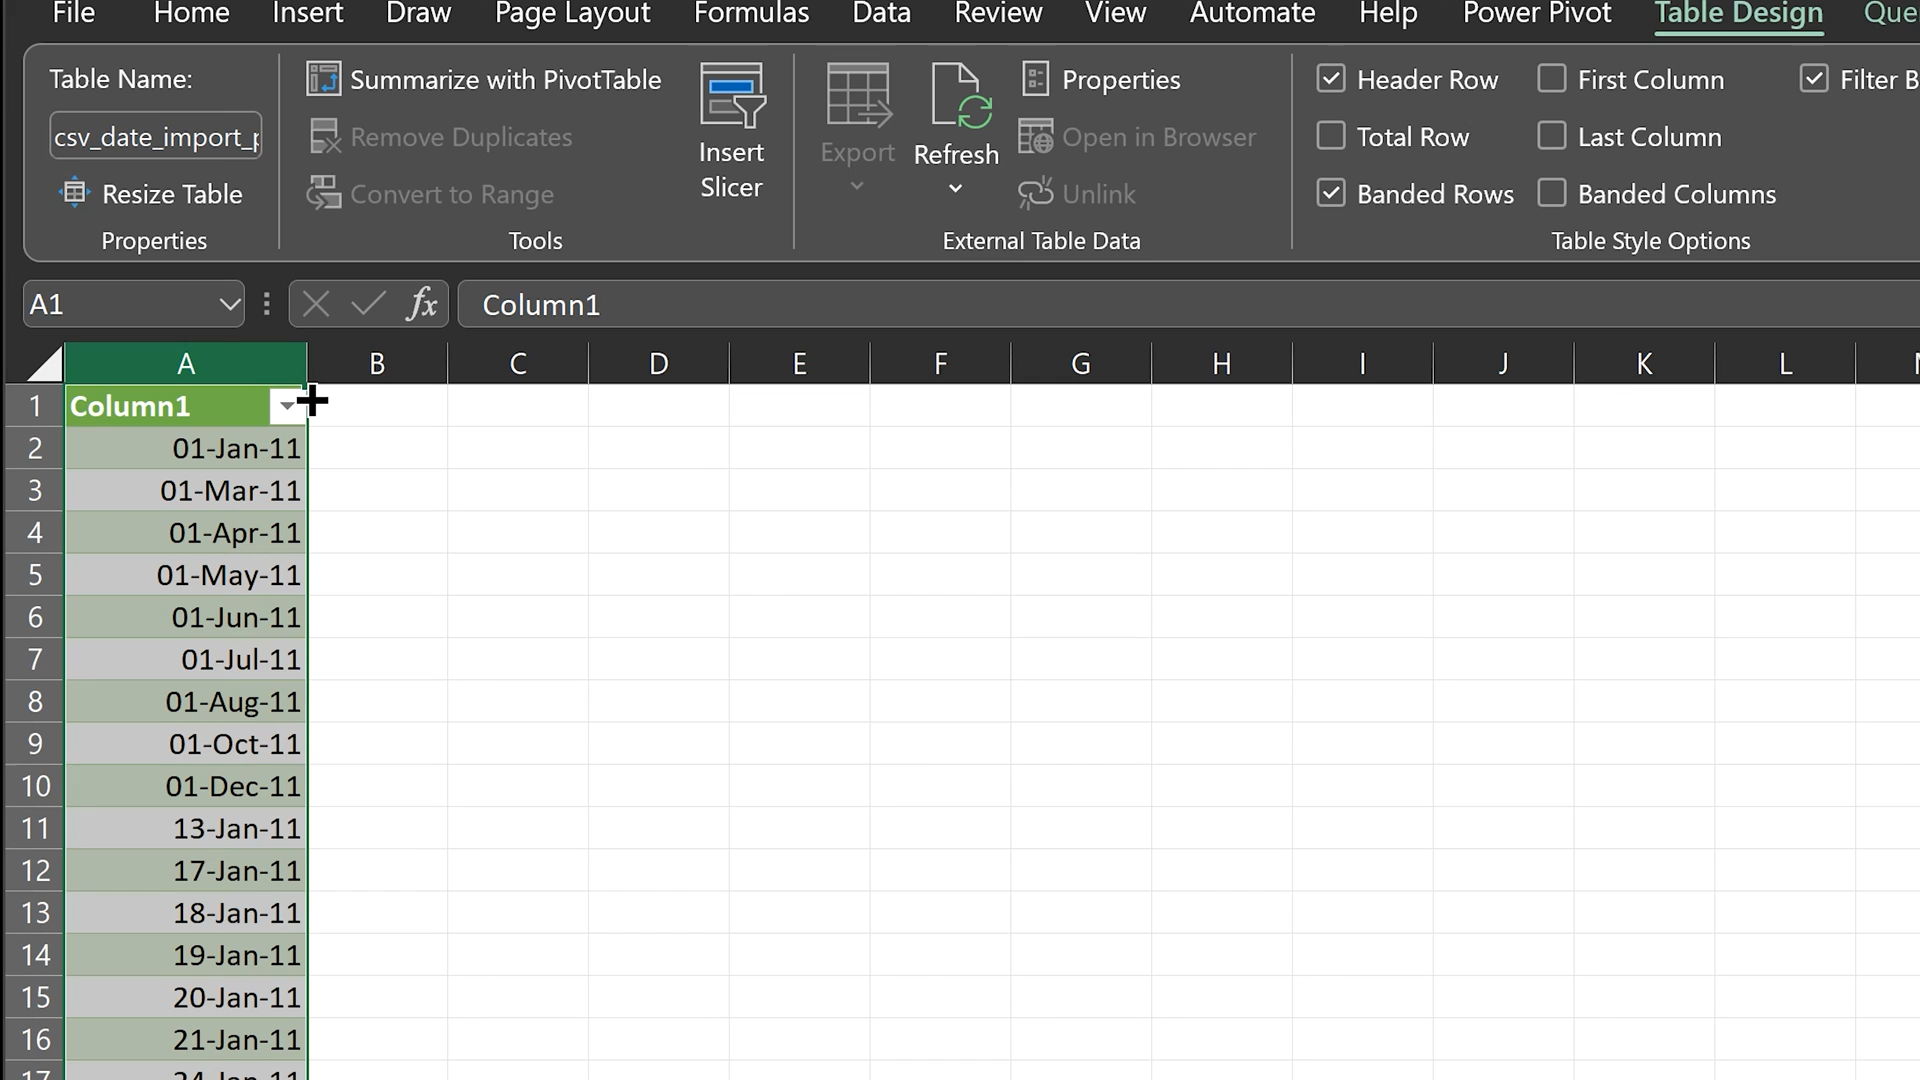 File Home Insert Draw Page Layout Formulas Data Review View Automate Help Power Pivot Table Design
Table Name:
csv_date_import_
Resize Table
Properties
Summarize with PivotTable
Remove Duplicates
Convert to Range
Tools
Insert
Slicer
Export
Refresh
Properties
Open in Browser
Unlink
External Table Data
Header Row
Total Row
Banded Rows
First Column
Last Column
Banded Columns
Filter
Table Style Options
A1 fx Column1
A B C D E F G H I J K L
1 Column1
2 01-Jan-11
3 01-Mar-11
4 01-Apr-11
5 01-May-11
6 01-Jun-11
7 01-Jul-11
8 01-Aug-11
9 01-Oct-11
10 01-Dec-11
11 13-Jan-11
12 17-Jan-11
13 18-Jan-11
14 19-Jan-11
15 20-Jan-11
16 21-Jan-11
17 24-Jan-11